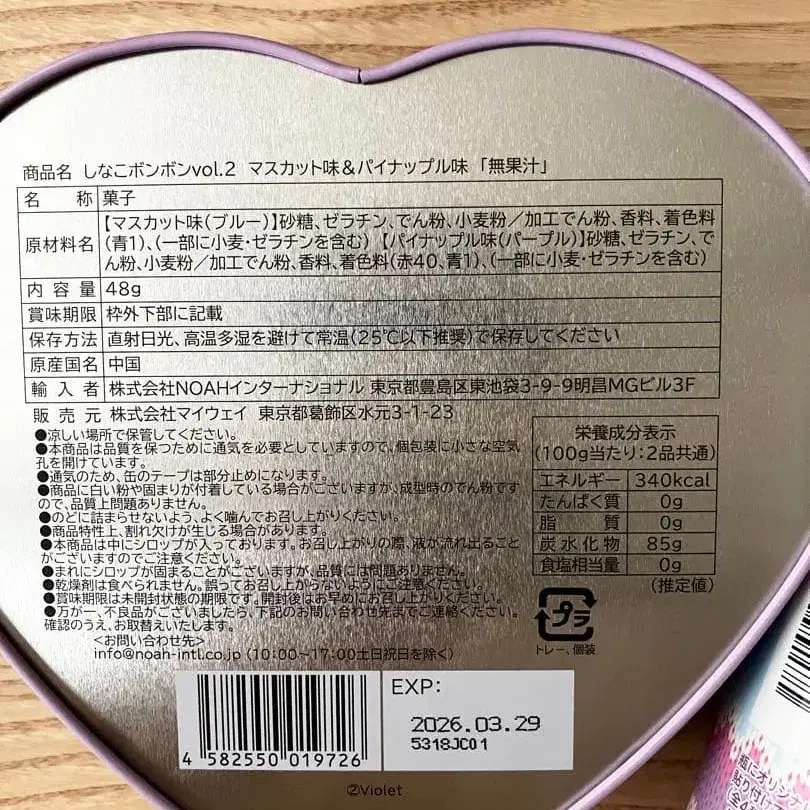 商品名 しなこボンボンvol.2 マスカット味&パイナップル味 「無果汁」
名 称 菓子
原材料名 【マスカット味(ブルー)】砂糖、ゼラチン、でん粉、小麦粉/加工でん粉、香料、着色料
(青1)、(一部に小麦・ゼラチンを含む) 【パイナップル味(パープル)】砂糖、ゼラチン、で
ん粉、小麦粉/加工でん粉、香料、着色料(赤40、青1)、(一部に小麦・ゼラチンを含む)
内 容 量 48g
賞味期限 枠外下部に記載
保存方法 直射日光、高温多湿を避けて常温(25℃以下推奨)で保存してください
原産国名 中国
輸 入 者 株式会社NOAHインターナショナル 東京都豊島区東池袋3-9-9明昌MGビル3F
販 売 元 株式会社マイウェイ 東京都葛飾区水元3-1-23
●涼しい場所で保管してください。
●本商品は品質を保つために通気を必要としていますので、個包装に小さな空気
孔を開けています。
●通気のため、缶のテープは部分止めになります。
●商品に白い粉や固まりが付着している場合がございますが、成型時のでん粉です
ので、品質上問題ありません。
●のどに詰まらせないよう、よく噛んでお召し上がりください。
●商品特性上、割れ欠けが生じる場合があります。
●本商品は中にシロップが入っております。お召し上がりの際、液が流れ出ること
がございますのでご注意ください。
●まれにシロップが固まることがございますが、品質には問題ありません。
●乾燥剤は食べられません。誤ってお召し上がらないようにご注意ください。
●賞味期限は未開封状態の期限です。開封後はお早めにお召し上がりください。
●万が一、不良品がございましたら、下記のお問い合わせ先までご連絡ください。
確認のうえ、お取替えいたします。
<お問い合わせ先>
info@noah-intl.co.jp (10:00〜17:00土日祝日を除く)
栄養成分表示
(100g当たり:2品共通)
エネルギー 340kcal
たんぱく質 0g
脂 質 0g
炭水化物 85g
食塩相当量 0g
(推定値)
プラ
トレー、個装
4 582550 019726
EXP:
2026.03.29
5318JC01
②Violet
瓶にオリジ
貼り付け